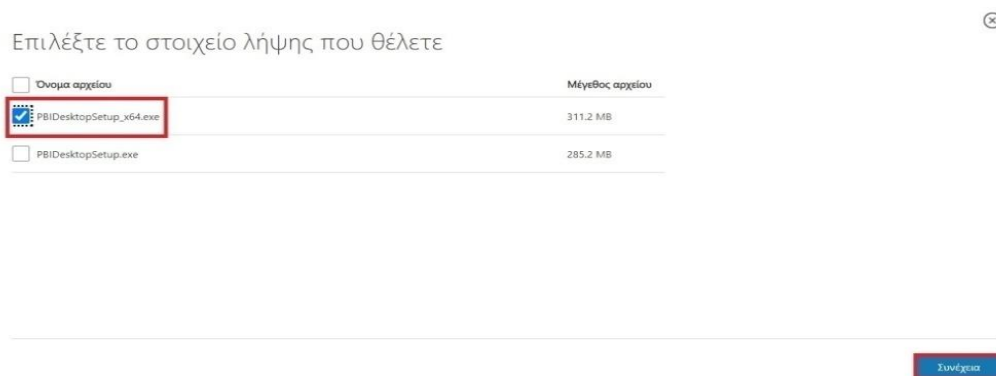 Επιλέξτε το στοιχείο λήψης που θέλετε
Όνομα αρχείου Μέγεθος αρχείου
PBIDesktopSetup_x64.exe 311.2 MB
PBIDesktopSetup.exe 285.2 MB
Συνέχεια